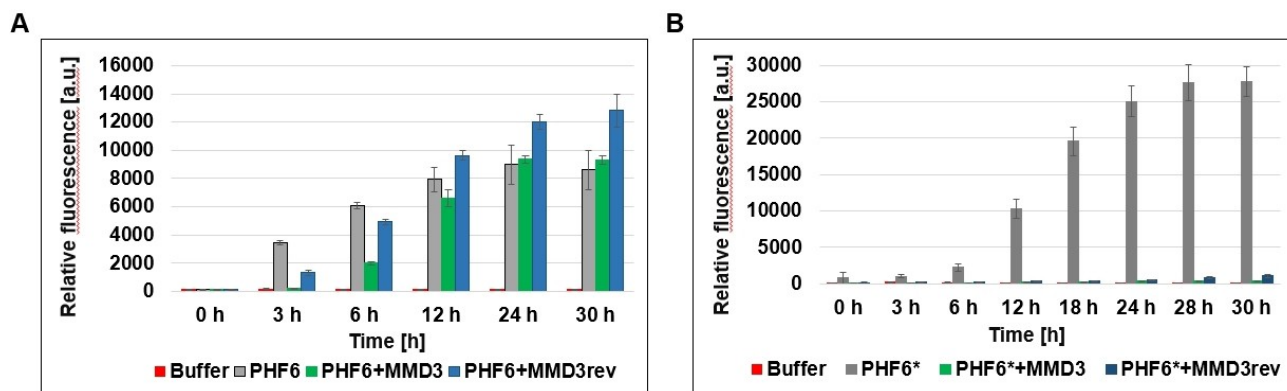 A
Relative fluorescence [a.u.]
16000
14000
12000
10000
8000
6000
4000
2000
0
0 h 3 h 6 h 12 h 24 h 30 h
Time [h]
Buffer PHF6 PHF6+MMD3 PHF6+MMD3rev
B
Relative fluorescence [a.u.]
30000
25000
20000
15000
10000
5000
0
0 h 3 h 6 h 12 h 18 h 24 h 28 h 30 h
Time [h]
Buffer PHF6* PHF6*+MMD3 PHF6*+MMD3rev